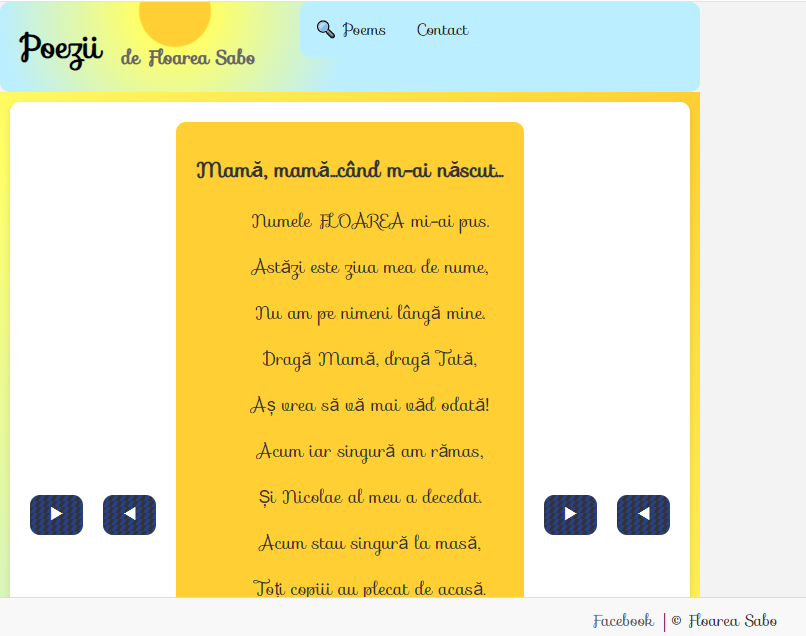 Poezii de Floarea Sabo
Poems Contact
Mamă, mamă...când m-ai născut...
Numele FLOAREA mi-ai pus.
Astăzi este ziua mea de nume,
Nu am pe nimeni lângă mine.
Dragă Mamă, dragă Tată,
Aș vrea să vă mai văd odată!
Acum iar singură am rămas,
Și Nicolae al meu a decedat.
Acum stau singură la masă,
Toți copiii au plecat de acasă.
Facebook | © Floarea Sabo